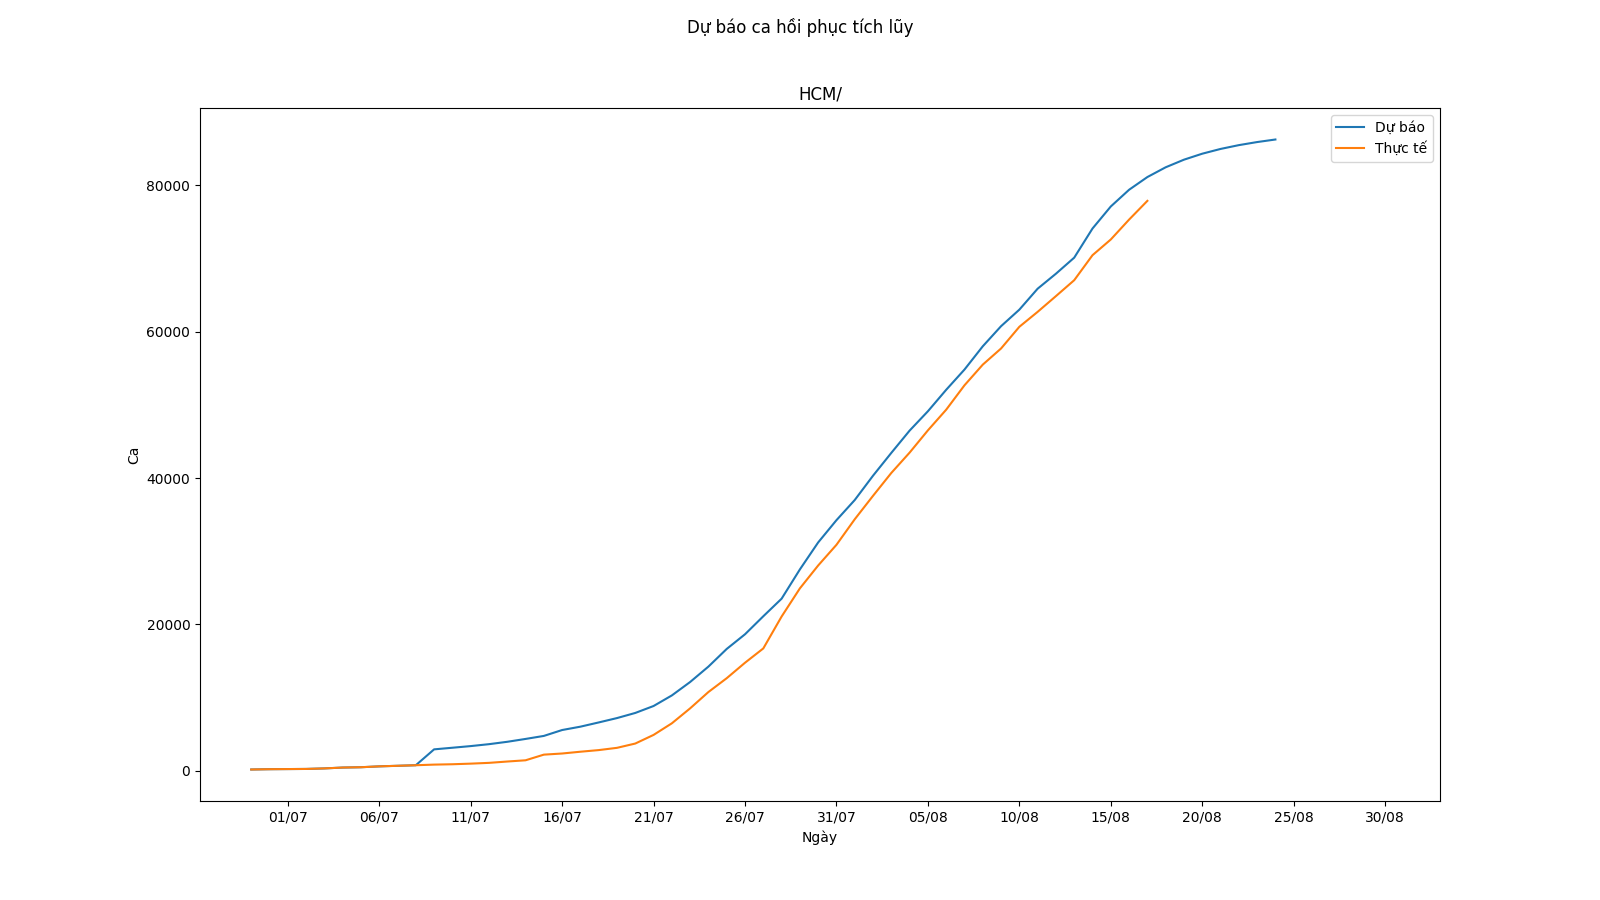 Dự báo ca hồi phục tích lũy
HCM/
Dự báo
Thực tế
80000
60000
40000
20000
0
Ca
01/07 06/07 11/07 16/07 21/07 26/07 31/07 05/08 10/08 15/08 20/08 25/08 30/08
Ngày